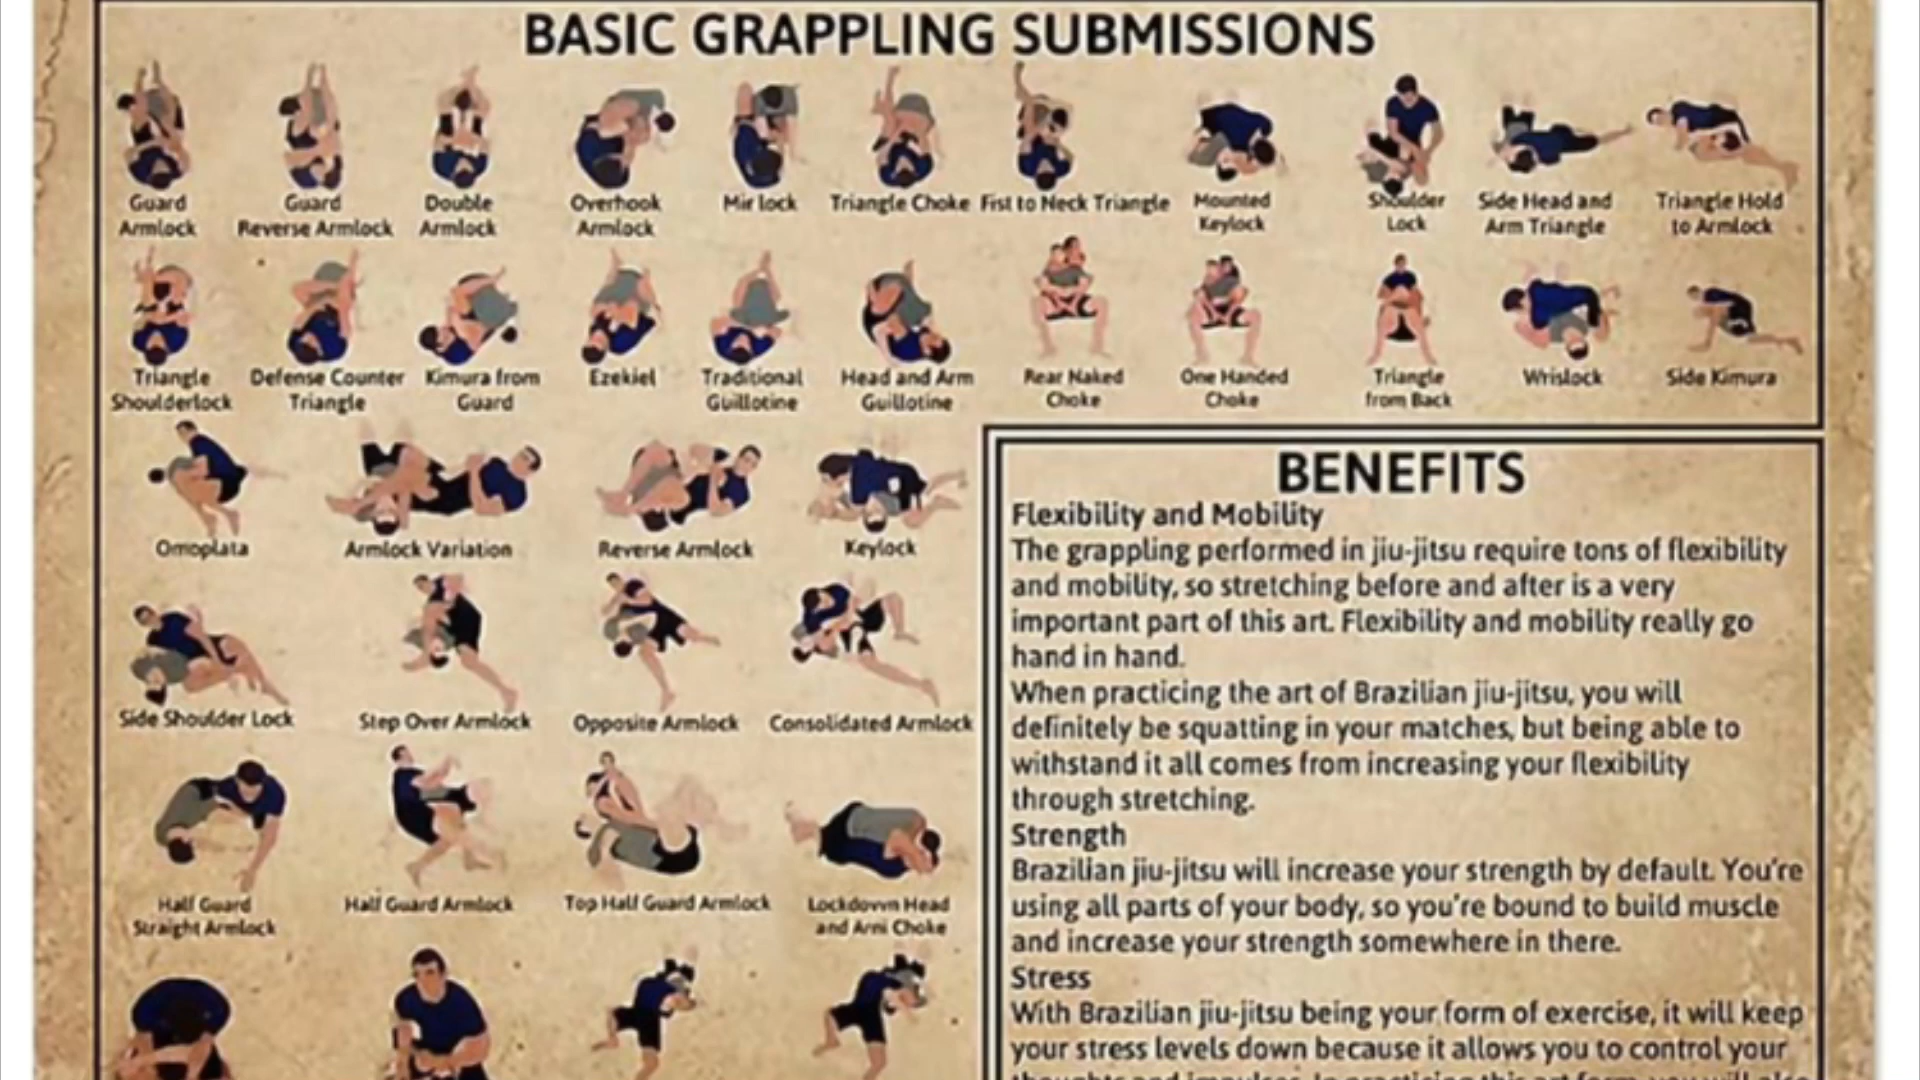 BASIC GRAPPLING SUBMISSIONS
Guard
Armlock
Guard
Reverse Armlock
Double
Armlock
Overhook
Armlock
Mir lock
Triangle Choke
Fist to Neck Triangle
Mounted
Keylock
Shoulder
Lock
Side Head and
Arm Triangle
Triangle Hold
to Armlock
Triangle
Shoulderlock
Defense Counter
Triangle
Kimura from
Guard
Ezekiel
Traditional
Guillotine
Head and Arm
Guillotine
Rear Naked
Choke
One Handed
Choke
Triangle
from Back
Wrislock
Side Kimura
Omoplata
Armlock Variation
Reverse Armlock
Keylock
Side Shoulder Lock
Step Over Armlock
Opposite Armlock
Consolidated Armlock
Half Guard
Straight Armlock
Half Guard Armlock
Top Half Guard Armlock
Lockdovvn Head
and Arni Choke
BENEFITS
Flexibility and Mobility
The grappling performed in jiu-jitsu require tons of flexibility
and mobility, so stretching before and after is a very
important part of this art. Flexibility and mobility really go
hand in hand.
When practicing the art of Brazilian jiu-jitsu, you will
definitely be squatting in your matches, but being able to
withstand it all comes from increasing your flexibility
through stretching.
Strength
Brazilian jiu-jitsu will increase your strength by default. You're
using all parts of your body, so you're bound to build muscle
and increase your strength somewhere in there.
Stress
With Brazilian jiu-jitsu being your form of exercise, it will keep
your stress levels down because it allows you to control your